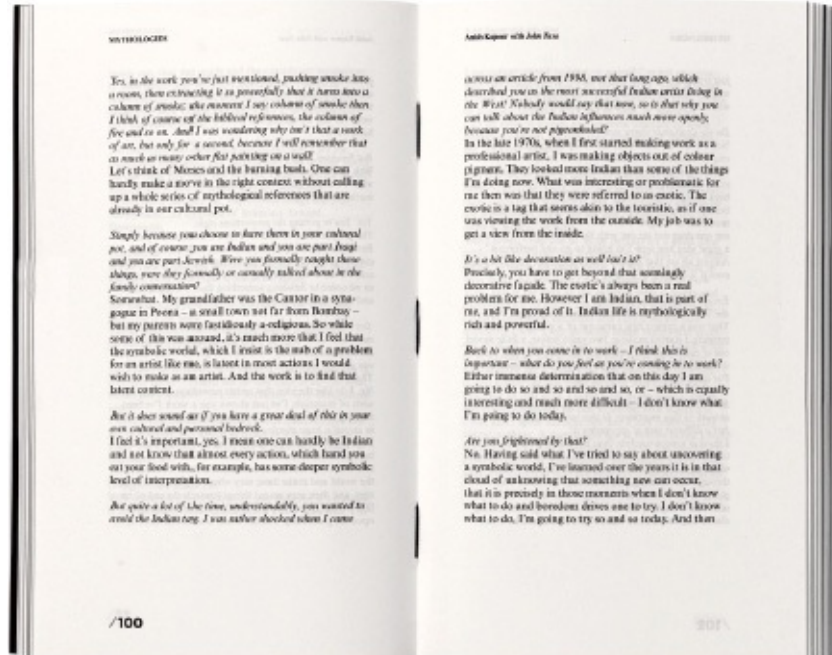 MYTHOLOGIES
Yes, in the work you've just mentioned, pushing smoke into
a room, then extracting it so powerfully that it turns into a
column of smoke; the moment I say column of smoke then
I think of course off the biblical references, the column of
fire and so on. And I was wondering why isn't that a work
of art, but only for a second, because I will remember that
as much as many other flat painting on a wall!
Let's think of Moses and the burning bush. One can
hardly make a move in the right context without calling
up a whole series of mythological references that are
already in our cultural pot.
Simply because you choose to have them in your cultural
pot, and of course you are Indian and you are part Iraqi
and you are part Jewish. Were you formally taught those
things, were they formally or casually talked about in the
family conversation?
Somewhat. My grandfather was the Cantor in a syna-
gogue in Poona – a small town not far from Bombay –
but my parents were fastidiously a-religious. So while
some of this was around, it's much more that I feel that
the symbolic world, which I insist is the nub of a problem
for an artist like me, is latent in most actions I would
wish to make as an artist. And the work is to find that
latent content.
But it does sound as if you have a great deal of this in your
own cultural and personal bedrock.
I feel it's important, yes. I mean one can hardly be Indian
and not know that almost every action, which hand you
eat your food with, for example, has some deeper symbolic
level of interpretation.
But quite a lot of the time, understandably, you wanted to
avoid the Indian tag. I was rather shocked when I came
/100
Anish Kapoor with John Tusa
across an article from 1998, not that long ago, which
described you as the most successful Indian artist living in
the West! Nobody would say that now, so is that why you
can talk about the Indian influences much more openly,
because you're not pigeonholed?
In the late 1970s, when I first started making work as a
professional artist, I was making objects out of colour
pigment. They looked more Indian than some of the things
I'm doing now. What was interesting or problematic for
me then was that they were referred to as exotic. The
exotic is a tag that seems akin to the touristic, as if one
was viewing the work from the outside. My job was to
get a view from the inside.
It's a bit like decoration as well isn't it?
Precisely, you have to get beyond that seemingly
decorative façade. The exotic's always been a real
problem for me. However I am Indian, that is part of
me, and I'm proud of it. Indian life is mythologically
rich and powerful.
Back to when you come in to work – I think this is
important – what do you feel as you're coming in to work?
Either immense determination that on this day I am
going to do so and so and so and so, or – which is equally
interesting and much more difficult – I don't know what
I'm going to do today.
Are you frightened by that?
No. Having said what I've tried to say about uncovering
a symbolic world, I've learned over the years it is in that
cloud of unknowing that something new can occur,
that it is precisely in those moments when I don't know
what to do and boredom drives one to try. I don't know
what to do, I'm going to try so and so today. And then